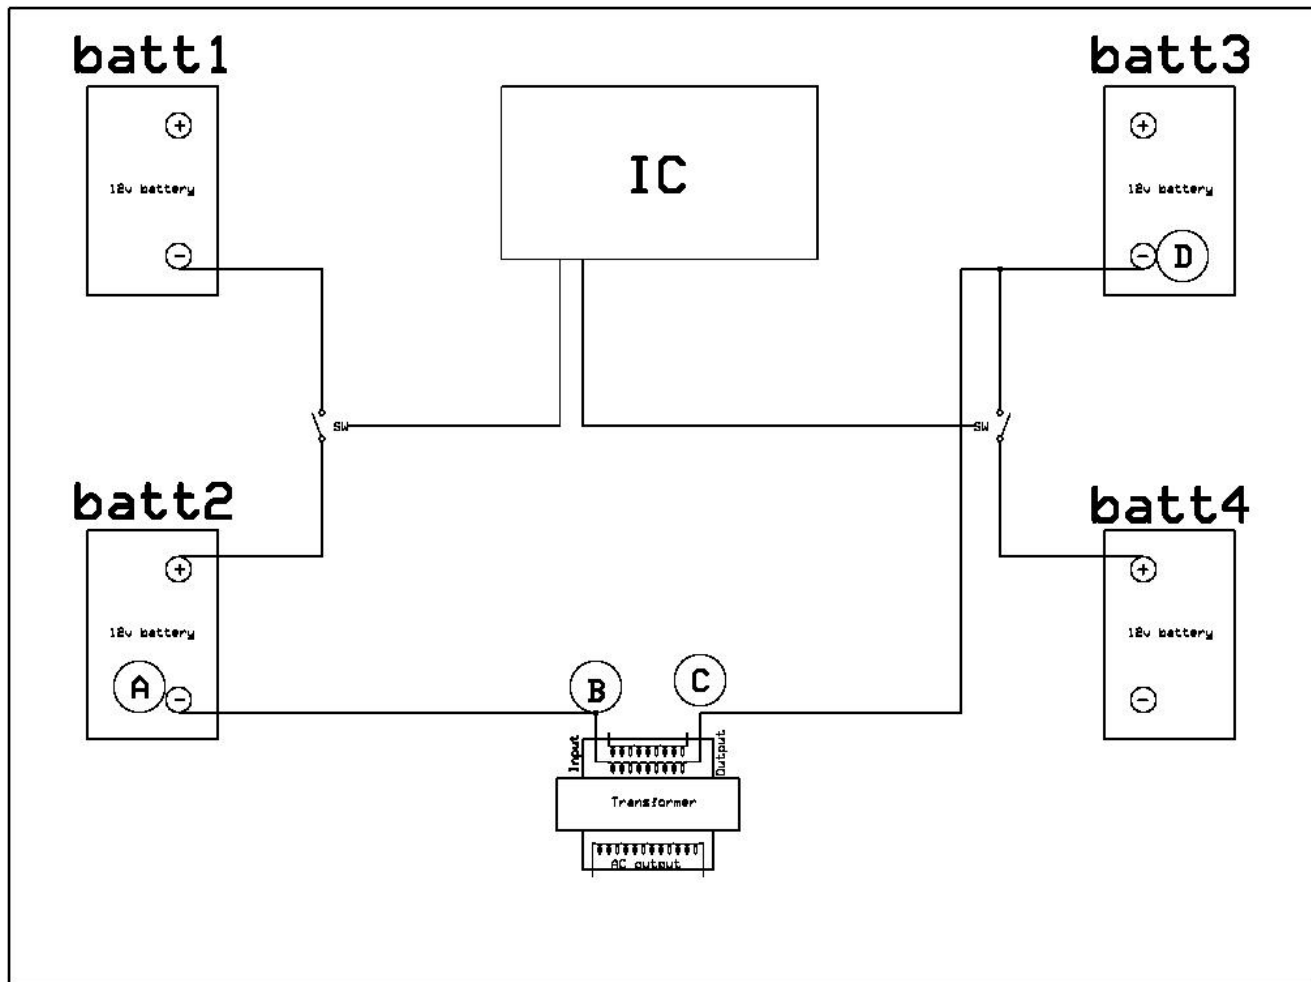 batt1
batt3
IC
+
+
12v battery
12v battery
-
- D
SW
SW
batt2
batt4
+
+
12v battery
12v battery
A -
B
C
-
Input
Output
Transformer
AC output